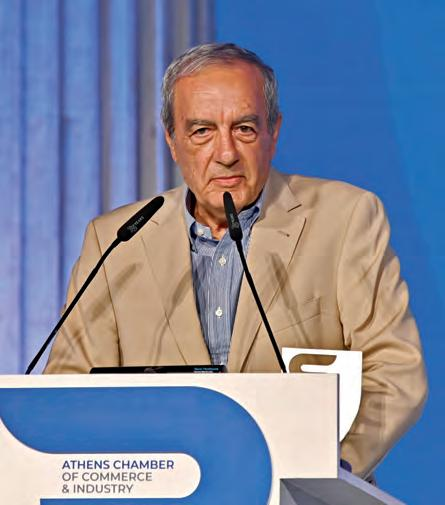 ATHENS CHAMBER
OF COMMERCE
& INDUSTRY